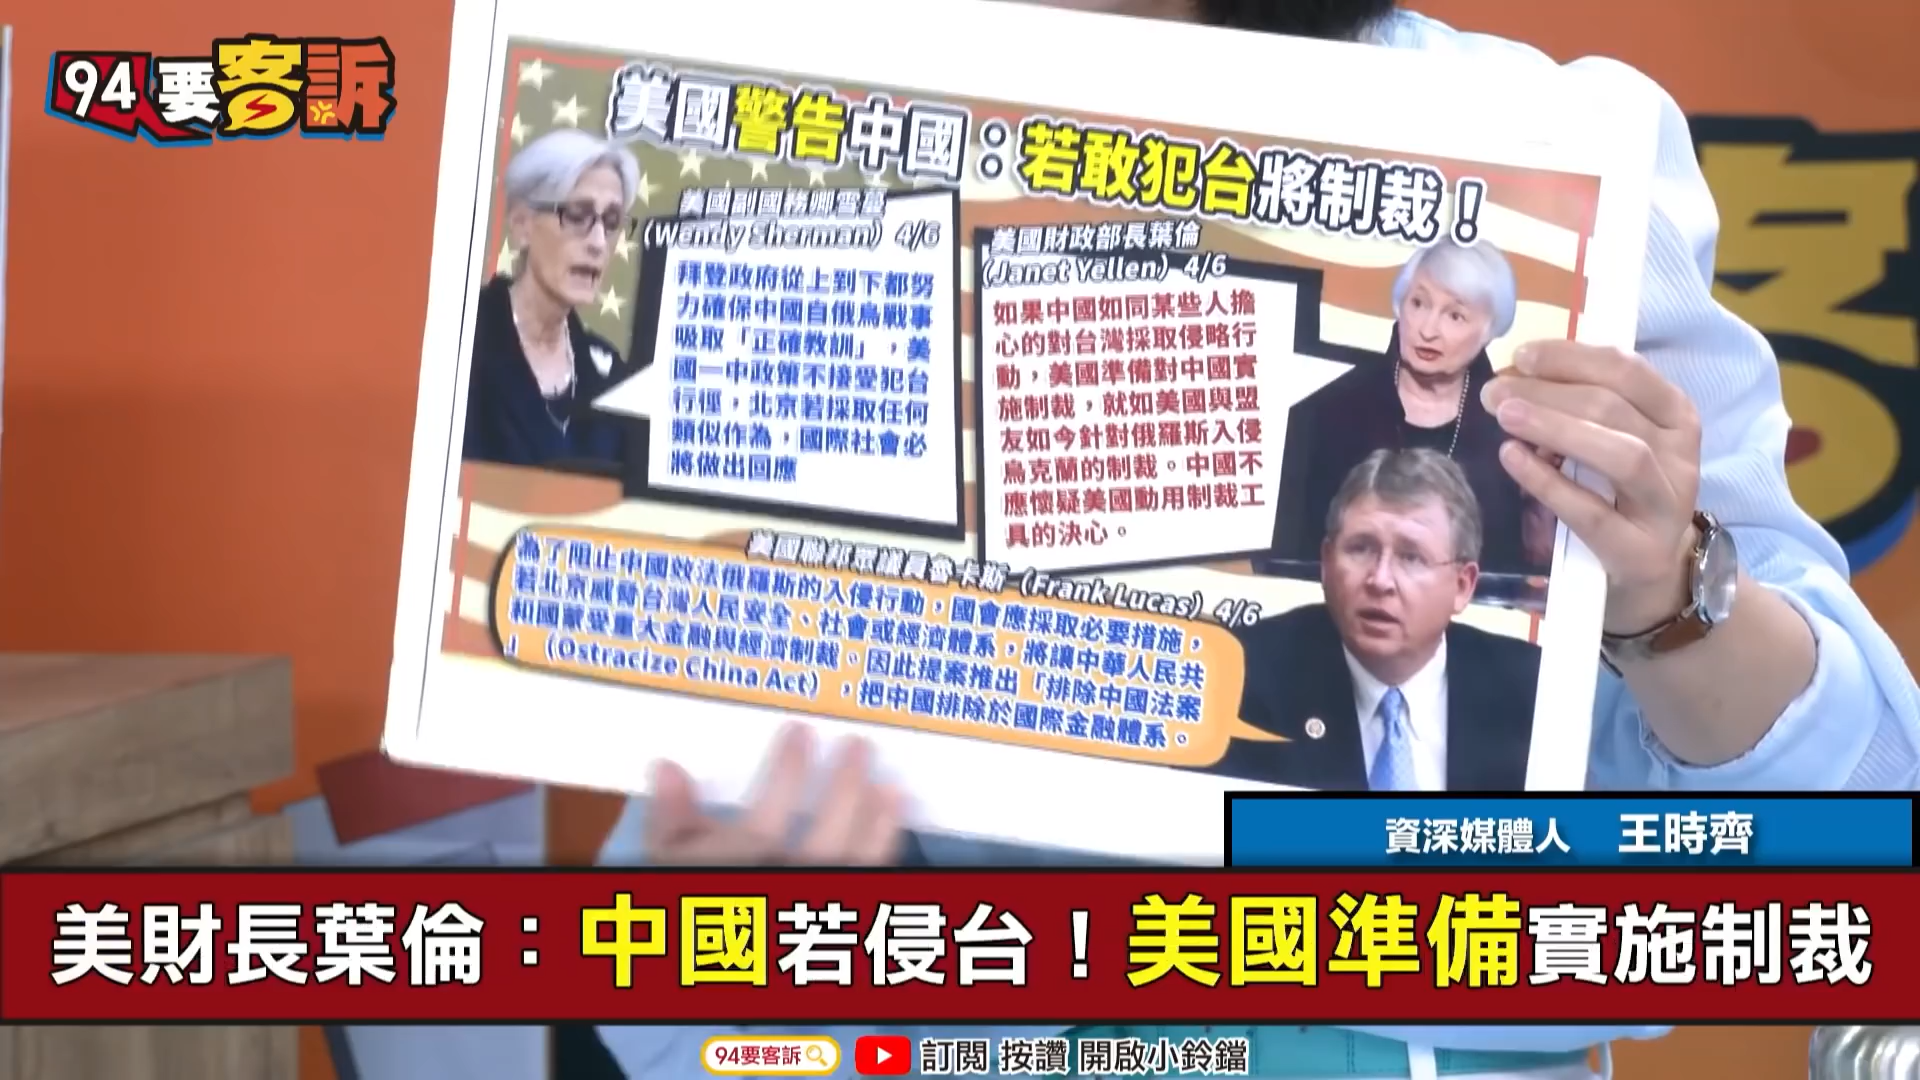 94要客訴
美國警告中國：若敢犯台將制裁！
美國副國務卿雪蔓
（Wendy Sherman）4/6
拜登政府從上到下都努
力確保中國自俄烏戰事
吸取「正確教訓」，美
國一中政策不接受犯台
行徑，北京若採取任何
類似作為，國際社會必
將做出回應
美國財政部長葉倫
（Janet Yellen）4/6
如果中國如同某些人擔
心的對台灣採取侵略行
動，美國準備對中國實
施制裁，就如美國與盟
友如今針對俄羅斯入侵
烏克蘭的制裁。中國不
應懷疑美國動用制裁工
具的決心。
美國聯邦眾議員盧卡斯（Frank Lucas）4/6
為了阻止中國效法俄羅斯的入侵行動，國會應採取必要措施，
若北京威脅台灣人民安全、社會或經濟體系，將讓中華人民共
和國蒙受重大金融與經濟制裁。因此提案推出「排除中國法案
」（Ostracize China Act），把中國排除於國際金融體系。
資深媒體人 王時齊
美財長葉倫：中國若侵台！美國準備實施制裁
94要客訴 訂閱 按讚 開啟小鈴鐺